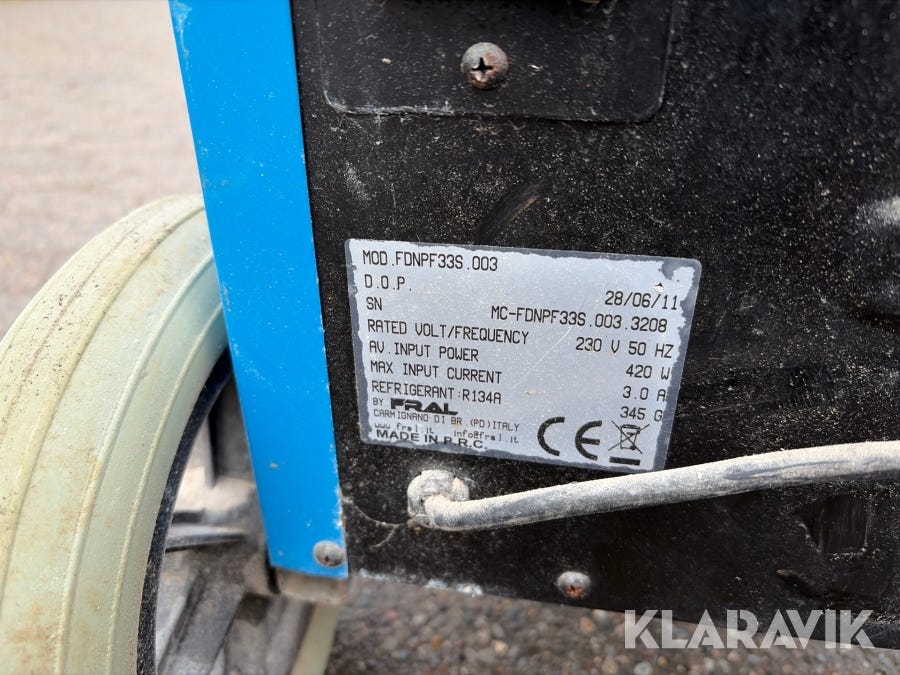 MOD.FDNPF33S.003
D.O.P. 28/06/11
SN MC-FDNPF33S.003.3208
RATED VOLT/FREQUENCY 230 V 50 HZ
AV.INPUT POWER 420 W
MAX INPUT CURRENT 3.0 A
REFRIGERANT:R134A 345 G
BY FRAL
CARMIGNANO DI BR.(PD)ITALY
www.fral.it info@fral.it
MADE IN P.R.C.
CE
KLARAVIK